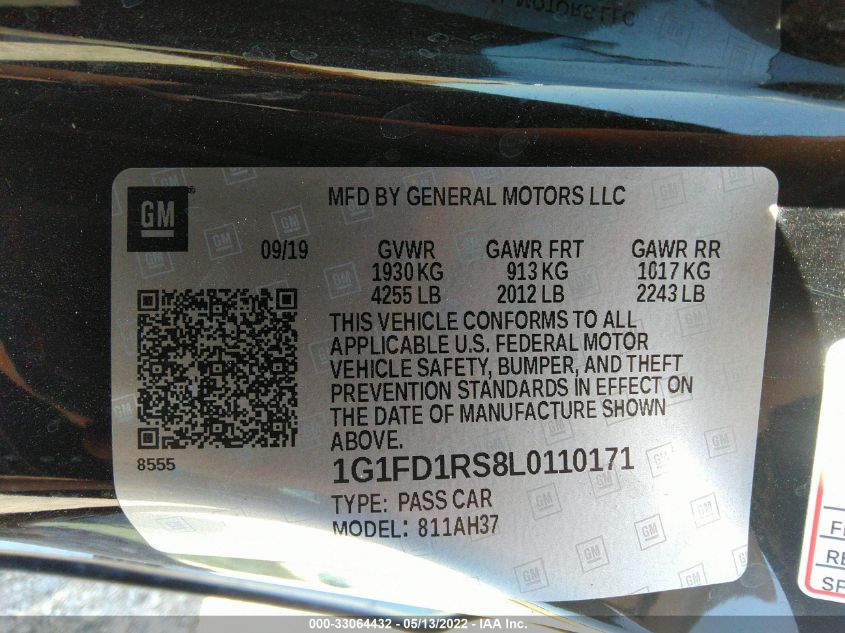 MOTORS LLC
GM
MFD BY GENERAL MOTORS LLC
09/19 GVWR GAWR FRT GAWR RR
1930 KG 913 KG 1017 KG
4255 LB 2012 LB 2243 LB
THIS VEHICLE CONFORMS TO ALL
APPLICABLE U.S. FEDERAL MOTOR
VEHICLE SAFETY, BUMPER, AND THEFT
PREVENTION STANDARDS IN EFFECT ON
THE DATE OF MANUFACTURE SHOWN
ABOVE.
8555
1G1FD1RS8L0110171
TYPE: PASS CAR
MODEL: 811AH37
000-33064432 - 05/13/2022 - IAA Inc.